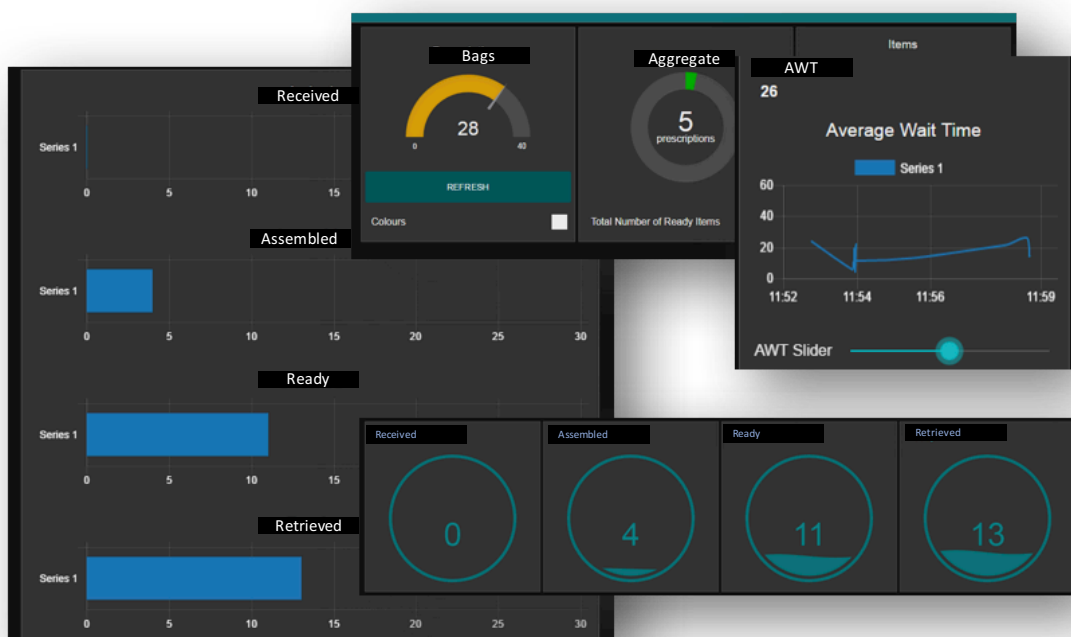 Received
Series 1
0 5 10 15
Assembled
Series 1
0 5 10 15 20 25 30
Ready
Series 1
0 5 10 15
Retrieved
Series 1
0 5 10 15 20 25 30
Bags
28
0 40
REFRESH
Colours
Aggregate
5
prescriptions
Total Number of Ready Items
Items
AWT
26
Average Wait Time
Series 1
60
40
20
0
11:52 11:54 11:56 11:59
AWT Slider
Received
0
Assembled
4
Ready
11
Retrieved
13